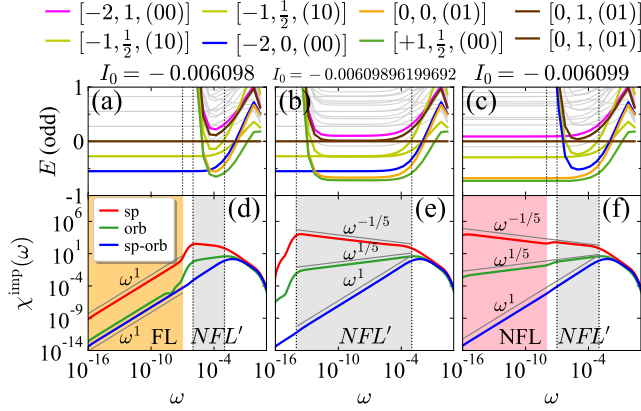 [−2, 1, (00)] [−1, 1/2, (10)] [0, 0, (01)] [0, 1, (01)]
[−1, 1/2, (10)] [−2, 0, (00)] [+1, 1/2, (00)] [0, 1, (01)]
I₀ = − 0.006098 I₀ = − 0.00609896199692 I₀ = − 0.006099
E (odd)
1
0
-1
(a) (b) (c)
χ^imp(ω)
10^6
10^1
10^-4
10^-9
10^-14
sp
orb
sp-orb
(d) (e) (f)
ω^1
ω^1
FL NFL′
ω^−1/5
ω^1/5
ω^1
NFL′
ω^−1/5
ω^1/5
ω^1
NFL NFL′
10^-16 10^-10 10^-4 10^-16 10^-10 10^-4 10^-16 10^-10 10^-4
ω ω ω